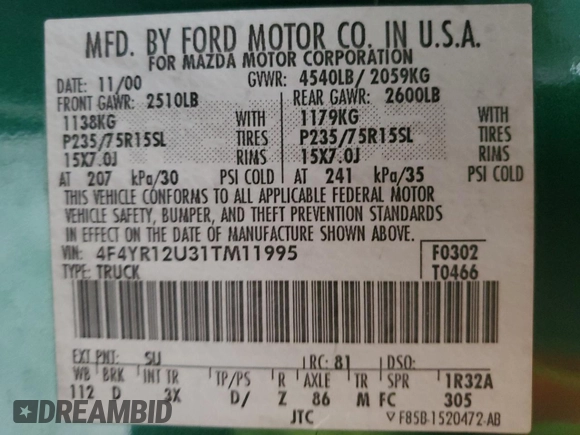 MFD. BY FORD MOTOR CO. IN U.S.A.
FOR MAZDA MOTOR CORPORATION
DATE: 11/00 GVWR: 4540LB/ 2059KG
FRONT GAWR: 2510LB REAR GAWR: 2600LB
1138KG WITH 1179KG WITH
P235/75R15SL TIRES P235/75R15SL TIRES
15X7.0J RIMS 15X7.0J RIMS
AT 207 kPa/30 PSI COLD AT 241 kPa/35 PSI COLD
THIS VEHICLE CONFORMS TO ALL APPLICABLE FEDERAL MOTOR
VEHICLE SAFETY, BUMPER, AND THEFT PREVENTION STANDARDS
IN EFFECT ON THE DATE OF MANUFACTURE SHOWN ABOVE.
VIN: 4F4YR12U31TM11995 F0302
TYPE: TRUCK T0466
EXT PNT: SU RC: 81 DSO:
WB BRK INT TR TP/PS R AXLE TR SPR 1R32A
112 D 3X D/ Z 86 M FC 305
JTC F85B-1520472-AB
DREAMBID